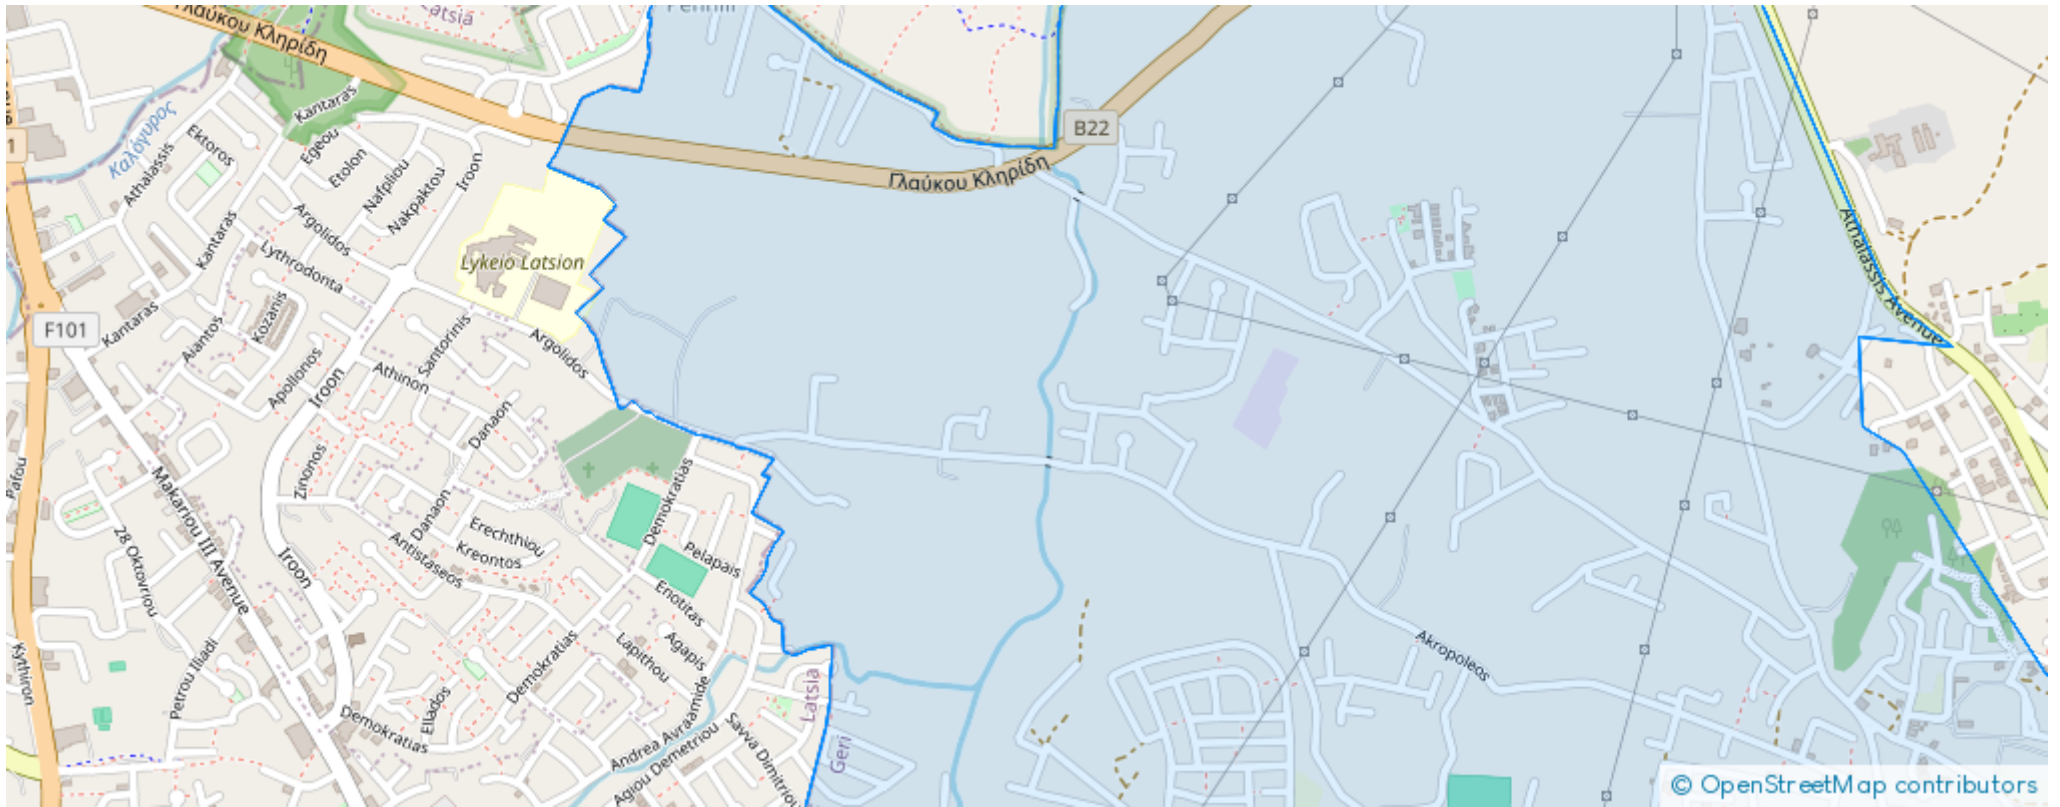 Γλαύκου Κληρίδη
Latsia
Καλόγυρος
Kantaras
Ektoros
Egeou
Etolon
Nafpliou
Nakpaktou
Iroon
Athalassis
Kantaras
Argolidos
Lythrodonta
Lykeio Latsion
B22
Γλαύκου Κληρίδη
Athalassis Avenue
1
F101
Kantaras
Aiantos
Kozanis
Apollonos
Iroon
Santorinis
Argolidos
Athinon
Danaon
Zinonos
Danaon
Pafou
Makariou III Avenue
28 Oktovriou
Iroon
Antistaseos
Erechthiou
Kreontos
Demokratias
Pelapais
Eriotitas
Kythiron
Petrou Iliadi
Demokratias
Ellados
Demokratias
Lapithou
Agapis
Andrea Avraamide
Agiou Demetriou
Savva Dimitriou
Latsia
Geri
Akropoleos
© OpenStreetMap contributors